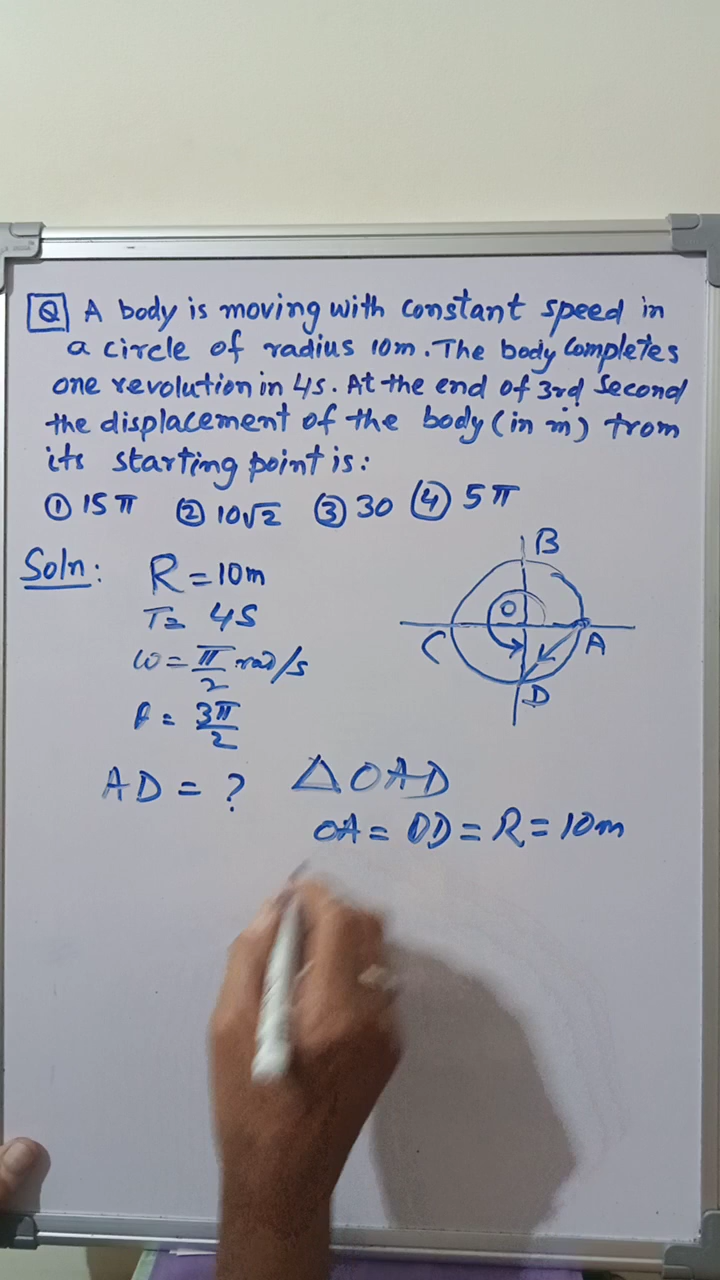 Q A body is moving with constant speed in
a circle of radius 10m. The body completes
one revolution in 4s. At the end of 3rd second
the displacement of the body (in m) from
its starting point is:
① 15π ② 10√2 ③ 30 ④ 5π
Soln:
R = 10m
T= 4S
ω = π/2 rad/s
θ = 3π/2
B
O
C
A
D
AD = ?
△OAD
OA = OD = R = 10m